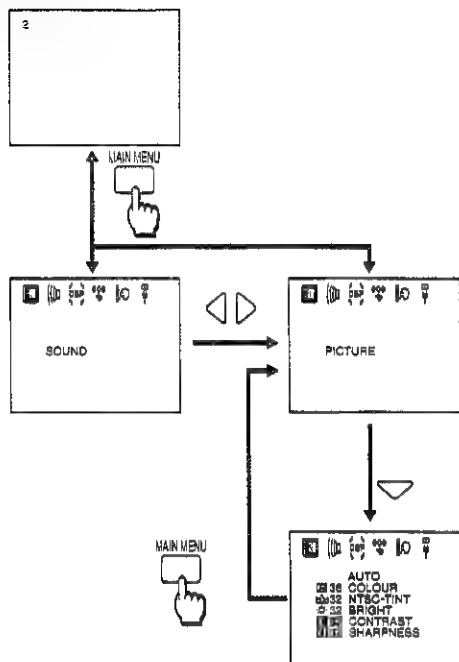 2
MAIN MENU
SOUND
PICTURE
MAIN MENU
AUTO
36 COLOUR
32 NTSC-TINT
32 BRIGHT
CONTRAST
SHARPNESS